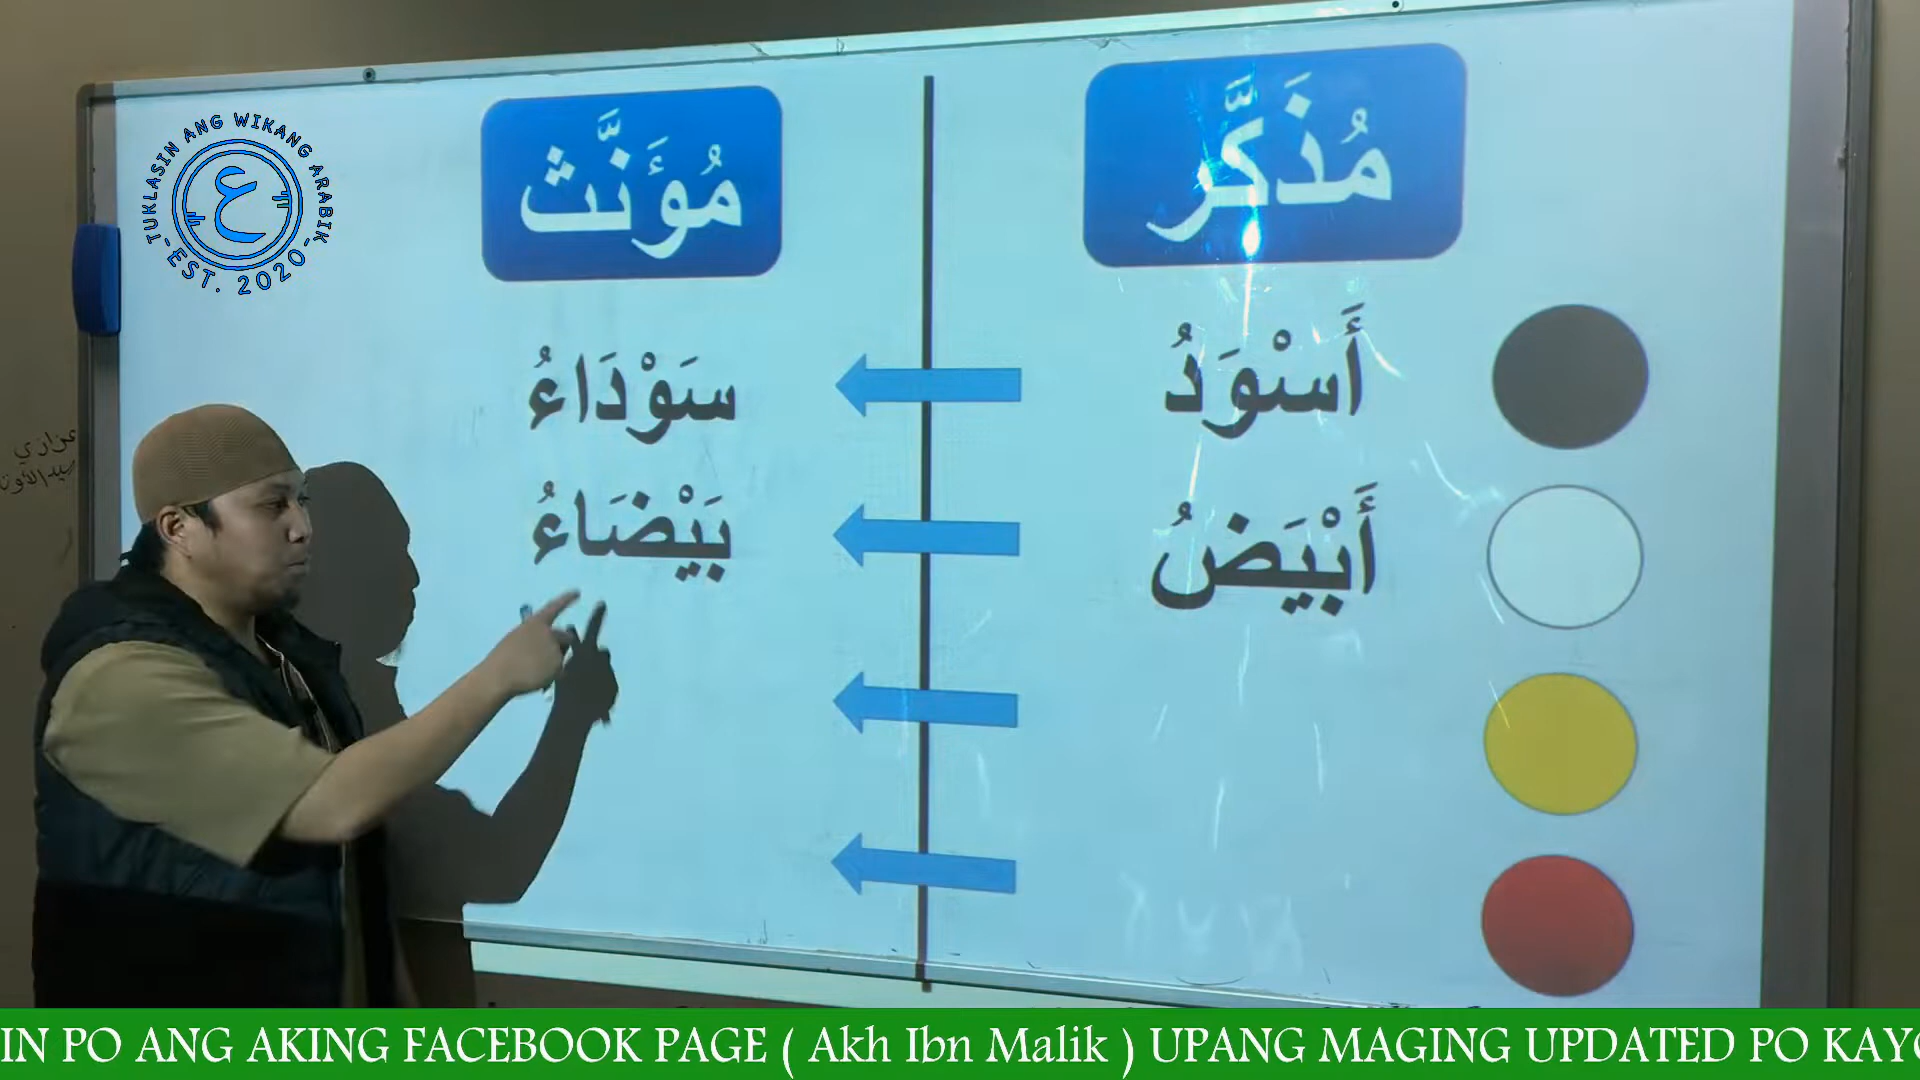 TUKLASIN ANG WIKANG ARABIK
ع
- EST. 2020 -
مُذَكَّر
مُؤَنَّث
أَسْوَدُ
سَوْدَاءُ
أَبْيَضُ
بَيْضَاءُ
IN PO ANG AKING FACEBOOK PAGE ( Akh Ibn Malik ) UPANG MAGING UPDATED PO KAYO